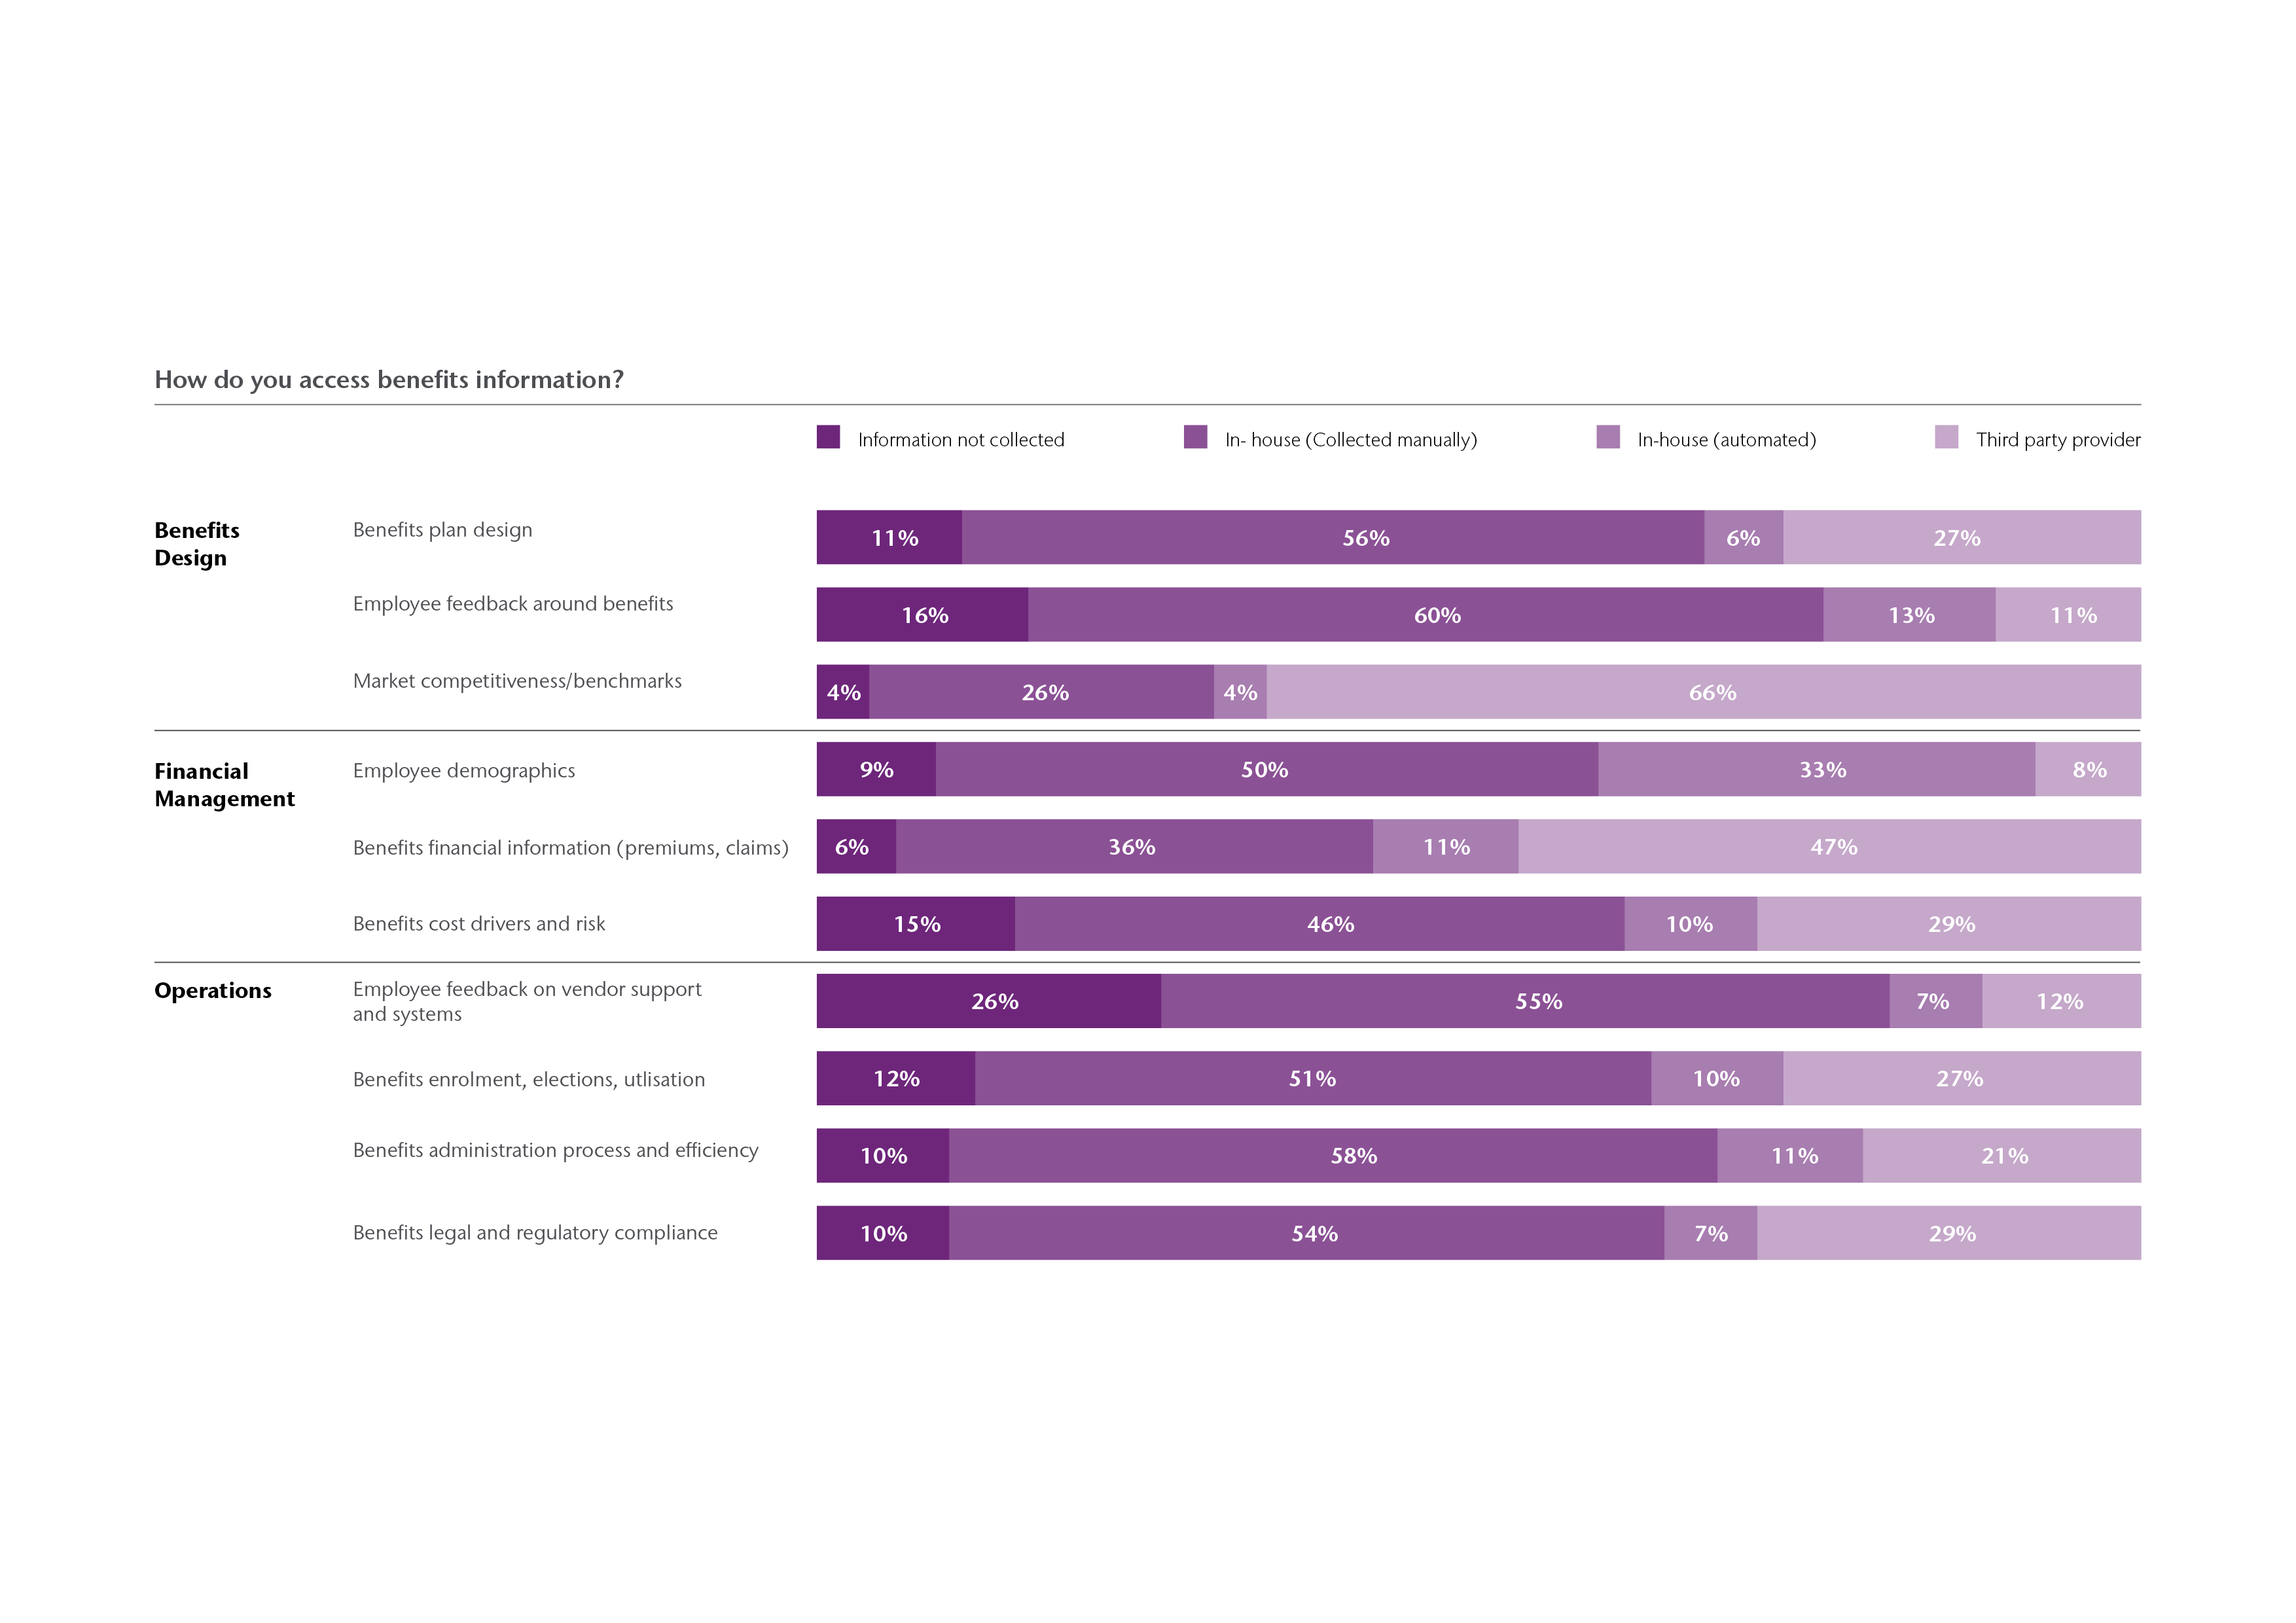 How do you access benefits information?
Information not collected In- house (Collected manually) In-house (automated) Third party provider
Benefits
Design
Benefits plan design
11% 56% 6% 27%
Employee feedback around benefits
16% 60% 13% 11%
Market competitiveness/benchmarks
4% 26% 4% 66%
Financial
Management
Employee demographics
9% 50% 33% 8%
Benefits financial information (premiums, claims)
6% 36% 11% 47%
Benefits cost drivers and risk
15% 46% 10% 29%
Operations
Employee feedback on vendor support
and systems
26% 55% 7% 12%
Benefits enrolment, elections, utlisation
12% 51% 10% 27%
Benefits administration process and efficiency
10% 58% 11% 21%
Benefits legal and regulatory compliance
10% 54% 7% 29%